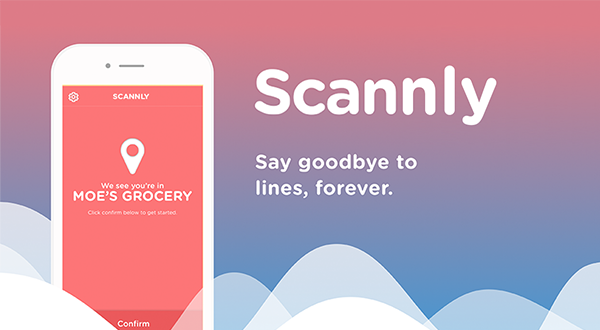 SCANNLY
We see you're in
MOE'S GROCERY
Click confirm below to get started.
Confirm
Scannly
Say goodbye to
lines, forever.